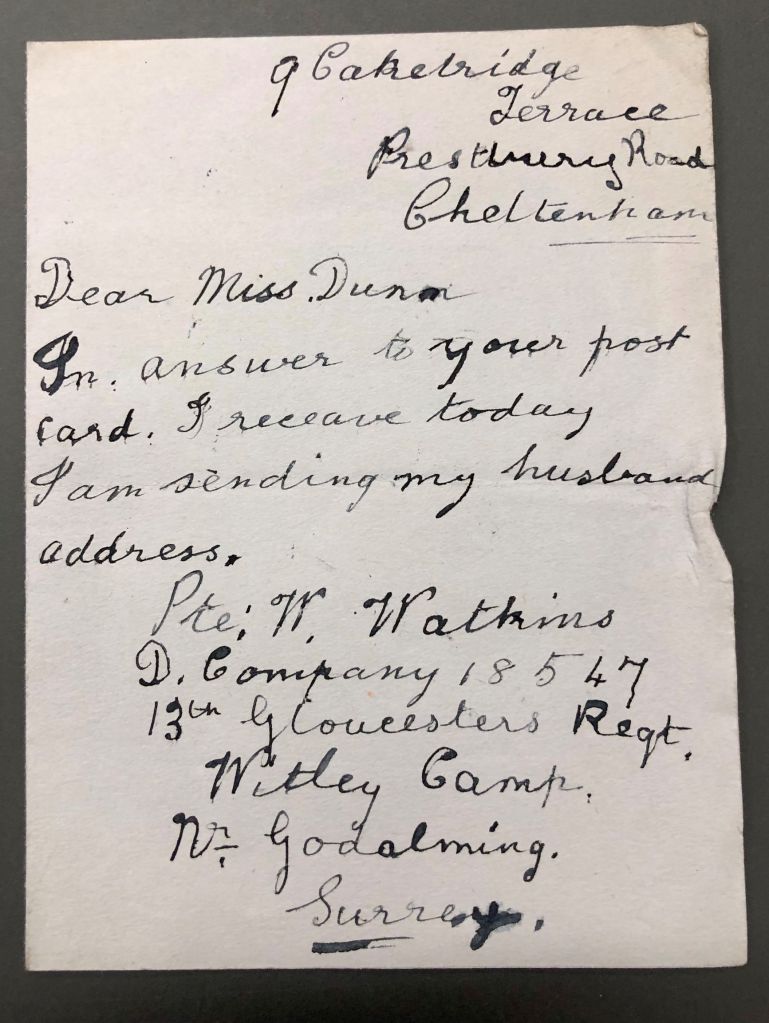 9 Cakebridge
Terrace
Prestbury Road
Cheltenham
Dear Miss. Dunn
In. answer to your post
card. I receave today
I am sending my husband
address.
Pte; W. Watkins
D. Company 18547
13th Gloucesters Regt.
Witley Camp.
Nr. Godalming.
Surrey.